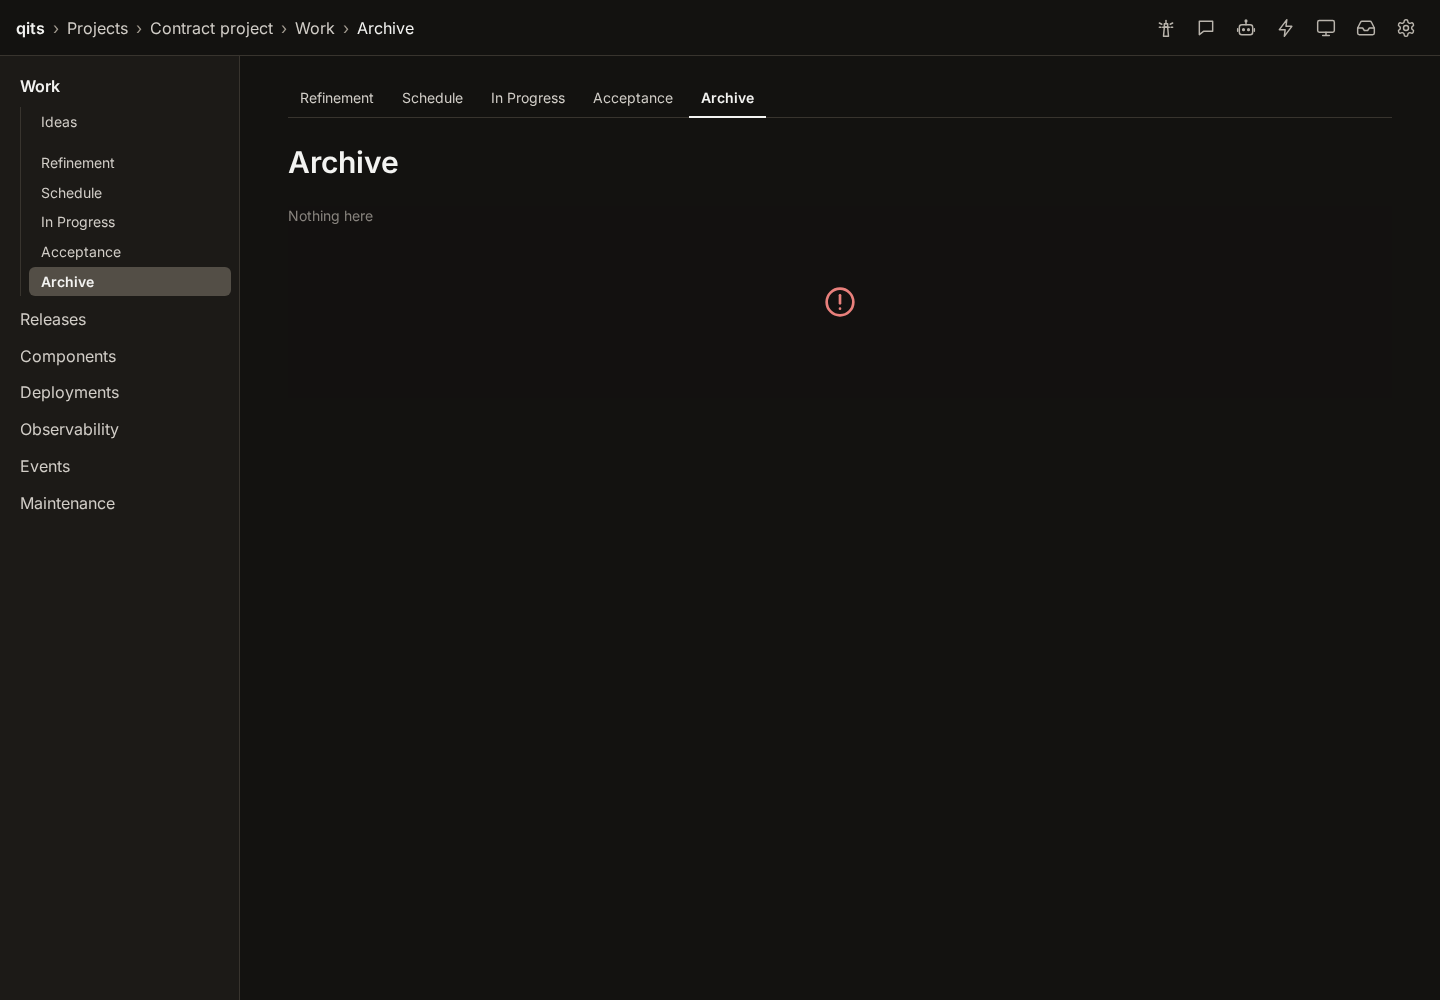 qits › Projects › Contract project › Work › Archive
Work
Ideas
Refinement
Schedule
In Progress
Acceptance
Archive
Releases
Components
Deployments
Observability
Events
Maintenance
Refinement Schedule In Progress Acceptance Archive
Archive
Nothing here